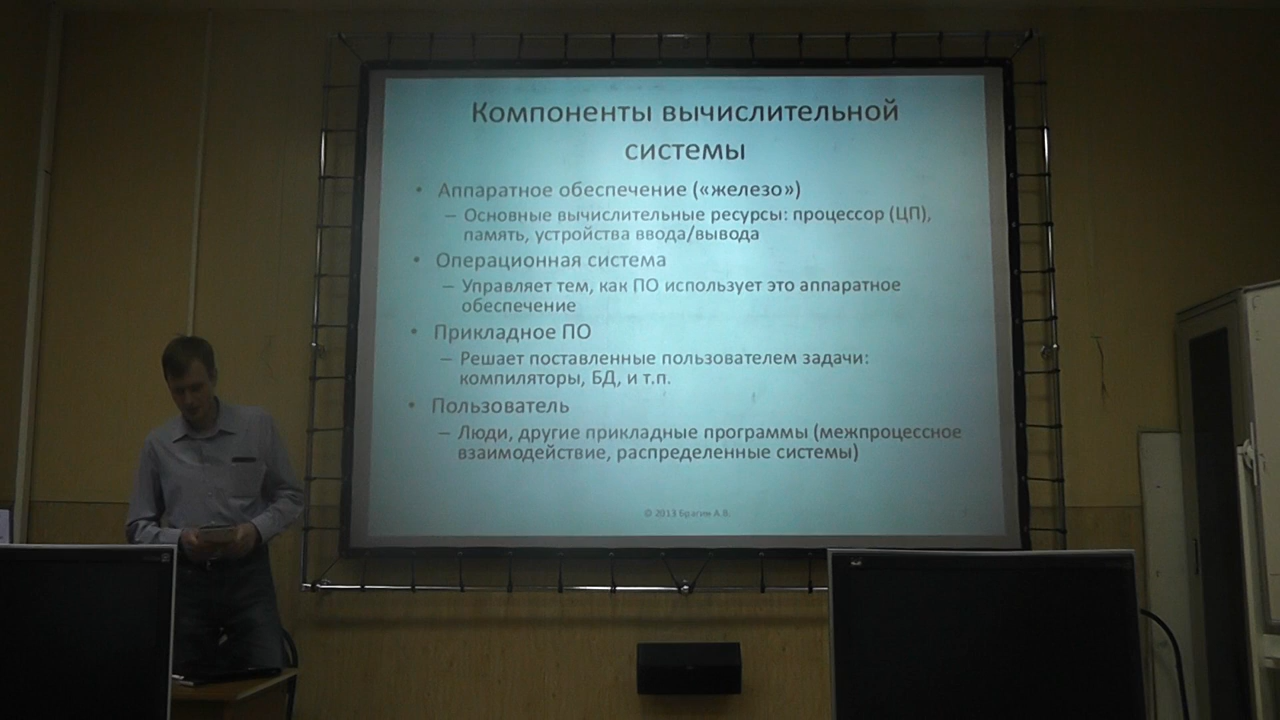 Компоненты вычислительной
системы
• Аппаратное обеспечение («железо»)
– Основные вычислительные ресурсы: процессор (ЦП),
память, устройства ввода/вывода
• Операционная система
– Управляет тем, как ПО использует это аппаратное
обеспечение
• Прикладное ПО
– Решает поставленные пользователем задачи:
компиляторы, БД, и т.п.
• Пользователь
– Люди, другие прикладные программы (межпроцессное
взаимодействие, распределенные системы)
© 2013 Брагин А.В.